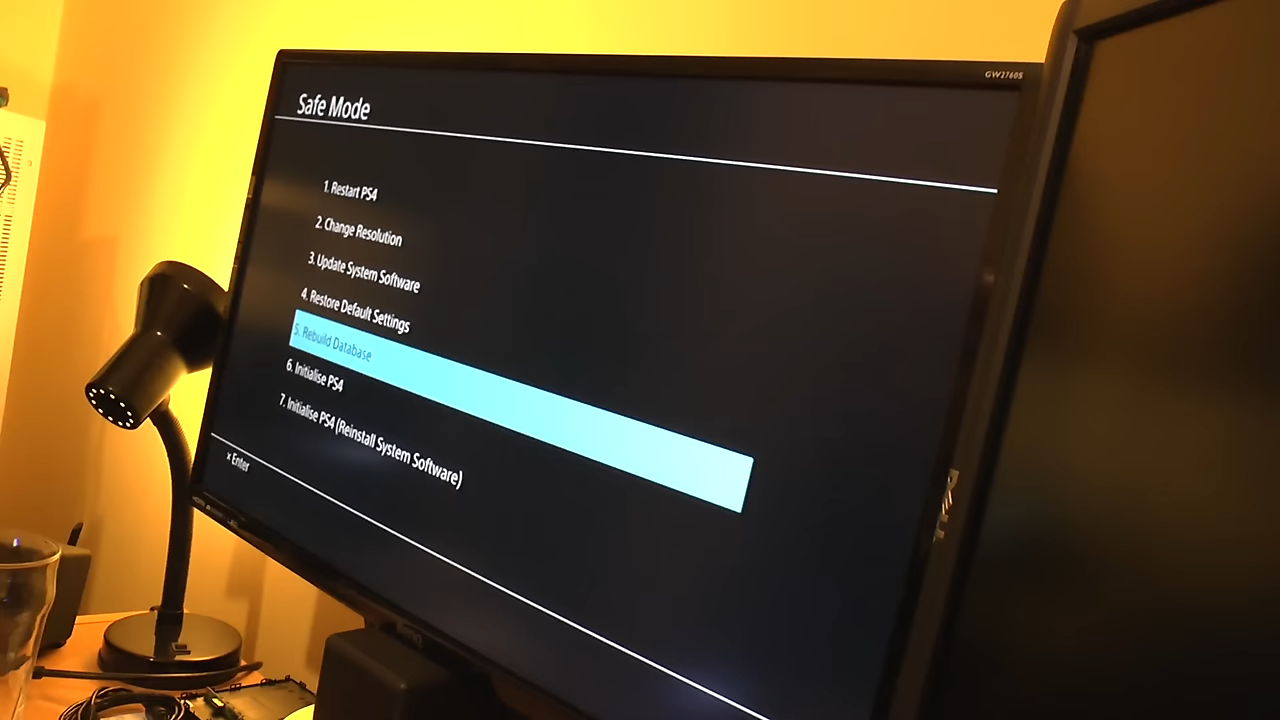 GW2760S
Safe Mode
1. Restart PS4
2. Change Resolution
3. Update System Software
4. Restore Default Settings
5. Rebuild Database
6. Initialise PS4
7. Initialise PS4 (Reinstall System Software)
x Enter
BenQ